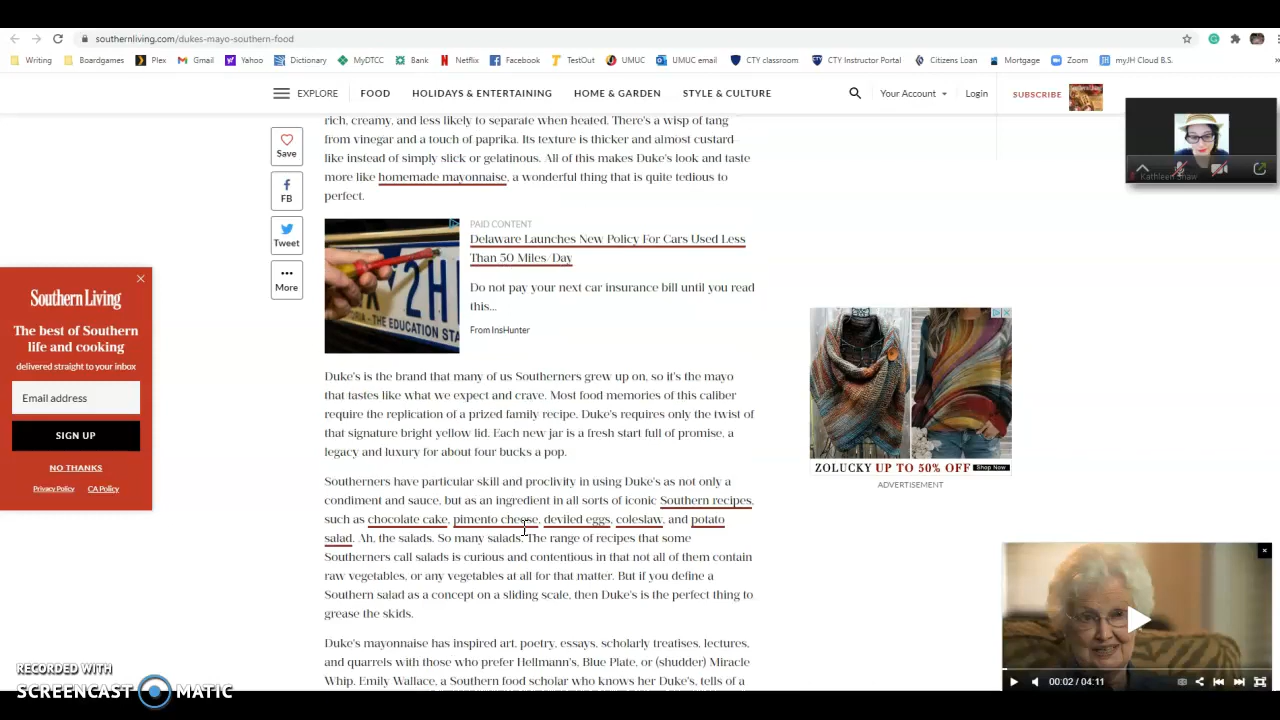 southernliving.com/dukes-mayo-southern-food
Writing Boardgames Plex Gmail Yahoo Dictionary MyDTCC Bank Netflix Facebook TestOut UMUC UMUC email CTY classroom CTY Instructor Portal Citizens Loan Mortgage Zoom myJH Cloud B.S.
EXPLORE FOOD HOLIDAYS & ENTERTAINING HOME & GARDEN STYLE & CULTURE Your Account Login SUBSCRIBE
rich, creamy, and less likely to separate when heated. There's a wisp of tang
from vinegar and a touch of paprika. Its texture is thicker and almost custard
like instead of simply slick or gelatinous. All of this makes Duke's look and taste
more like homemade mayonnaise, a wonderful thing that is quite tedious to
perfect.
Save
FB
Tweet
More
Kathleen Shaw
PAID CONTENT
Delaware Launches New Policy For Cars Used Less
Than 50 Miles/Day
Do not pay your next car insurance bill until you read
this...
From InsHunter
2H
- THE EDUCATION STA
Southern Living
The best of Southern
life and cooking
delivered straight to your inbox
Email address
SIGN UP
NO THANKS
Privacy Policy CA Policy
Duke's is the brand that many of us Southerners grew up on, so it's the mayo
that tastes like what we expect and crave. Most food memories of this caliber
require the replication of a prized family recipe. Duke's requires only the twist of
that signature bright yellow lid. Each new jar is a fresh start full of promise, a
legacy and luxury for about four bucks a pop.
ZOLUCKY UP TO 50% OFF Shop Now
ADVERTISEMENT
Southerners have particular skill and proclivity in using Duke's as not only a
condiment and sauce, but as an ingredient in all sorts of iconic Southern recipes,
such as chocolate cake, pimento cheese, deviled eggs, coleslaw, and potato
salad. Ah, the salads. So many salads. The range of recipes that some
Southerners call salads is curious and contentious in that not all of them contain
raw vegetables, or any vegetables at all for that matter. But if you define a
Southern salad as a concept on a sliding scale, then Duke's is the perfect thing to
grease the skids.
Duke's mayonnaise has inspired art, poetry, essays, scholarly treatises, lectures,
and quarrels with those who prefer Hellmann's, Blue Plate, or (shudder) Miracle
Whip. Emily Wallace, a Southern food scholar who knows her Duke's, tells of a
00:02 / 04:11
RECORDED WITH
SCREENCAST MATIC